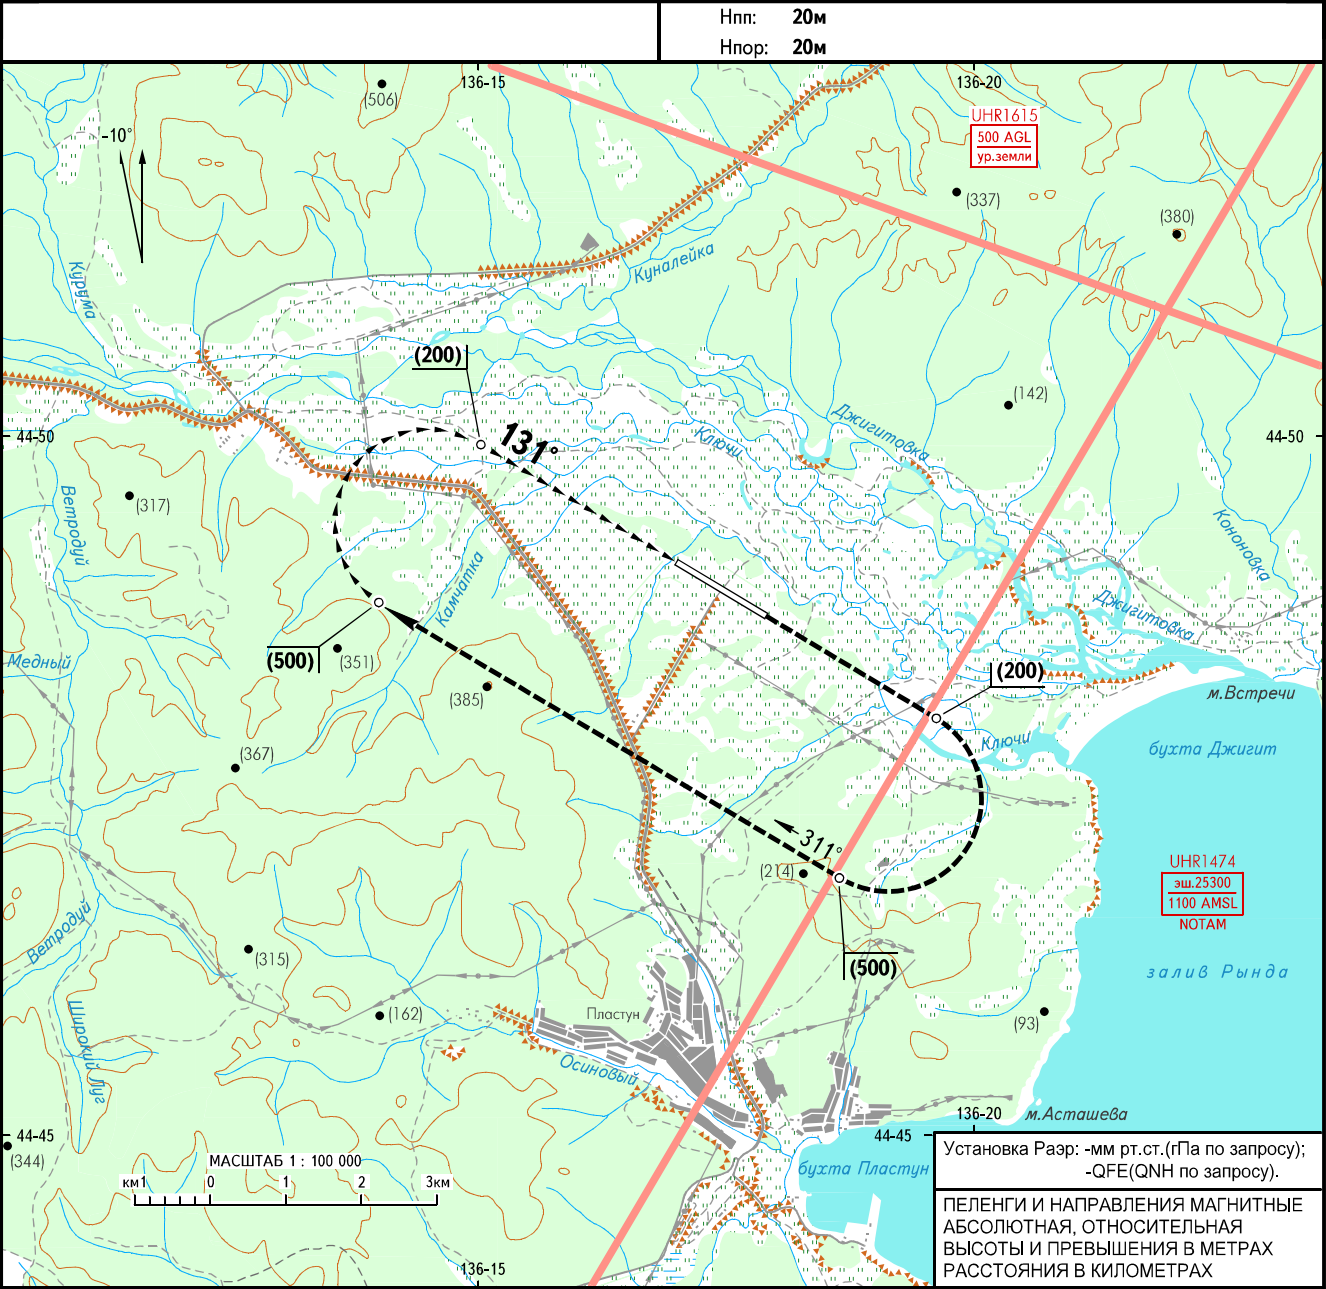 Нпп: 20м
Нпор: 20м
136-15
136-20
(506)
UHR1615
500 AGL
ур.земли
-10°
(337)
(380)
Куналейка
Курума
(200)
(142)
Джигитовка
44-50
131°
Ключи
44-50
(317)
Ветродуй
Кононовка
Камчатка
Джигитовка
(500)
(351)
Медный
(200)
(385)
м.Встречи
Ключи
бухта Джигит
(367)
311°
(214)
UHR1474
эш.25300
1100 AMSL
NOTAM
Ветродуй
(315)
(500)
залив Рында
(162)
Пластун
(93)
Широкий Луг
Осиновый
136-20
м.Асташева
44-45
44-45
(344)
МАСШТАБ 1 : 100 000
км1 0 1 2 3км
бухта Пластун
Установка Раэр: -мм рт.ст.(гПа по запросу);
-QFE(QNH по запросу).
ПЕЛЕНГИ И НАПРАВЛЕНИЯ МАГНИТНЫЕ
АБСОЛЮТНАЯ, ОТНОСИТЕЛЬНАЯ
ВЫСОТЫ И ПРЕВЫШЕНИЯ В МЕТРАХ
РАССТОЯНИЯ В КИЛОМЕТРАХ
136-15